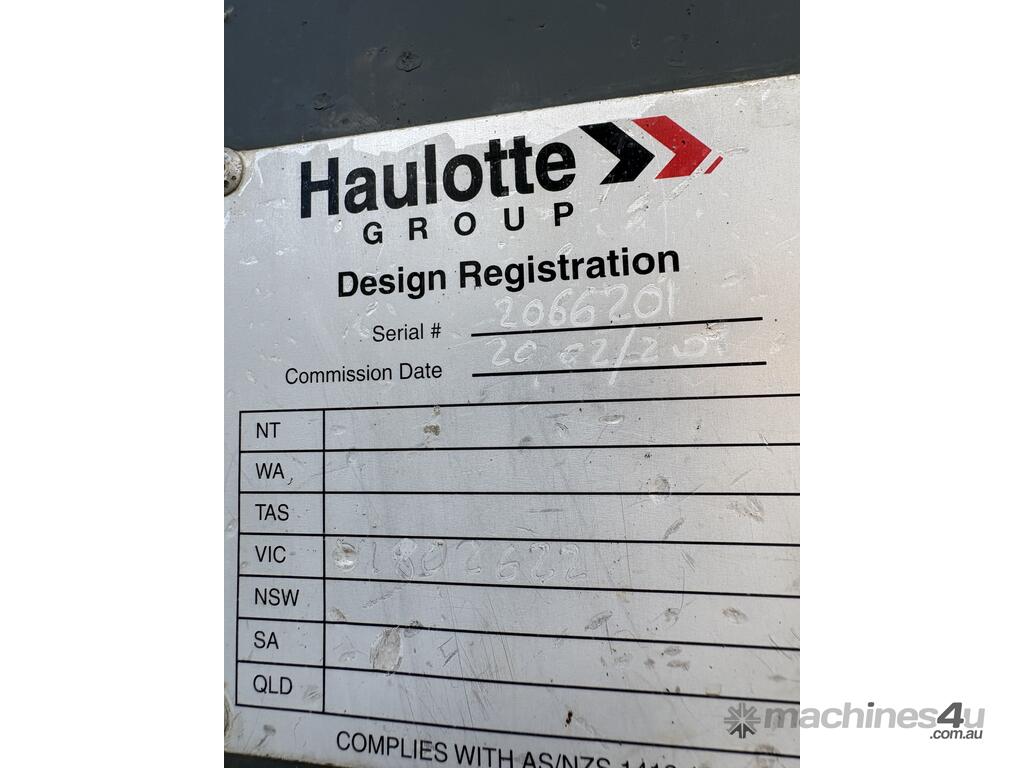 Haulotte
GROUP
Design Registration
Serial # 2066201
Commission Date
NT
WA
TAS
VIC
NSW
SA
QLD
COMPLIES WITH AS/NZS
machines4u
.com.au